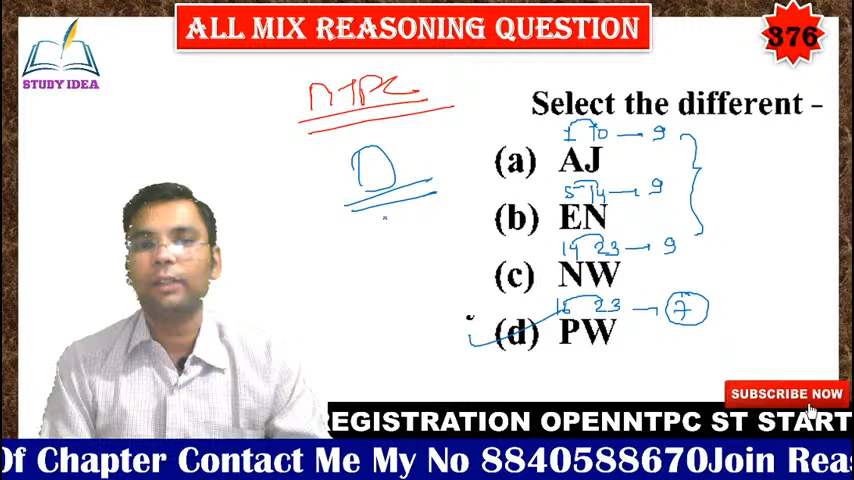 ALL MIX REASONING QUESTION
376
STUDY IDEA
NTPC
Select the different -
D
1 10 — 9
(a) AJ
5 14 — 9
(b) EN
14 23 — 9
(c) NW
16 23 — 7
(d) PW
SUBSCRIBE NOW
REGISTRATION OPENNTPC ST START
Of Chapter Contact Me My No 8840588670Join Reas